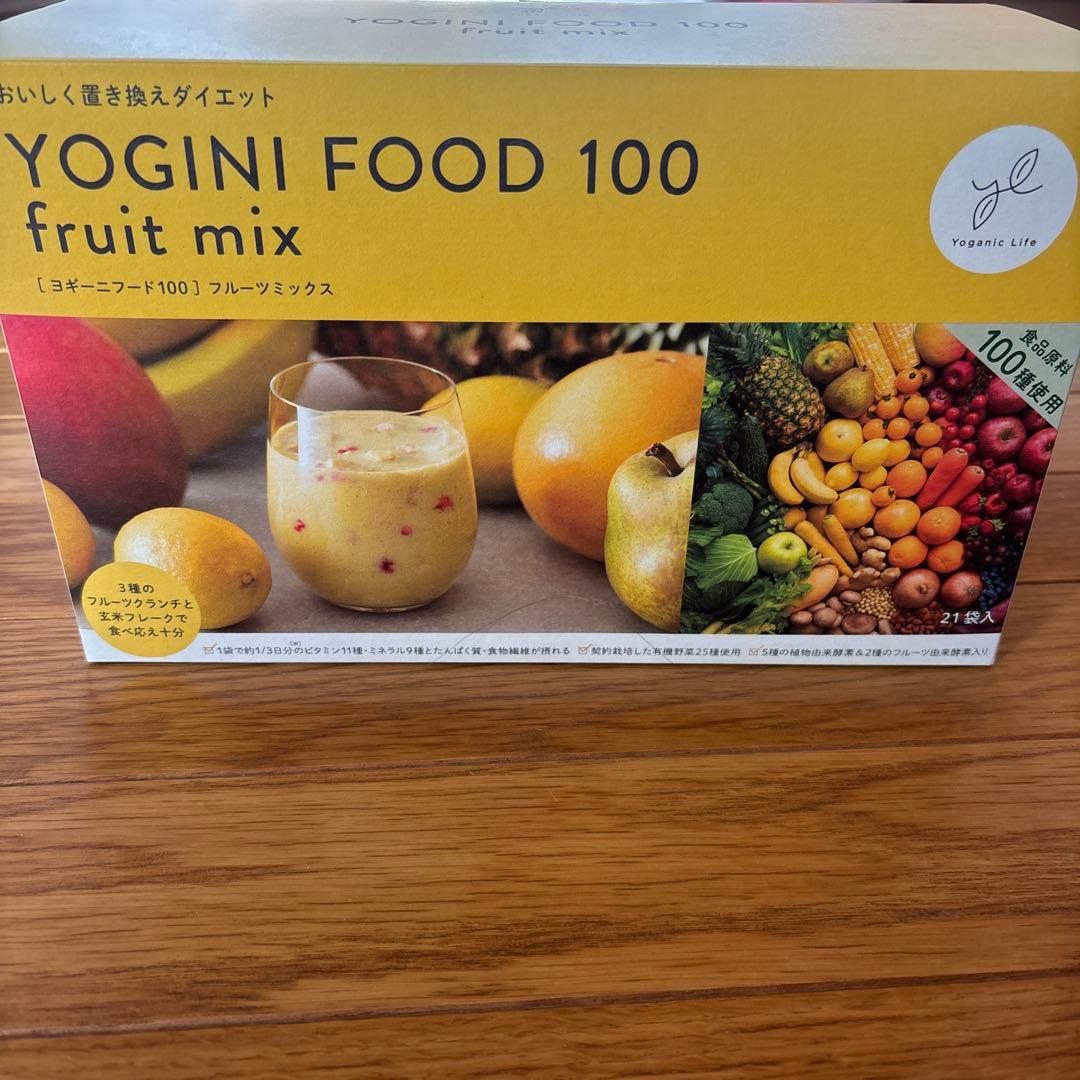 YOGINI FOOD 100
fruit mix
おいしく置き換えダイエット
YOGINI FOOD 100
fruit mix
[ ヨギーニフード100 ] フルーツミックス
yl
Yoganic Life
食品原料
100種使用
3種の
フルーツクランチと
玄米フレークで
食べ応え十分
21袋入
1袋で約1/3日分(※)のビタミン11種・ミネラル9種とたんぱく質・食物繊維が摂れる 契約栽培した有機野菜25種使用 5種の植物由来酵素&2種のフルーツ由来酵素入り